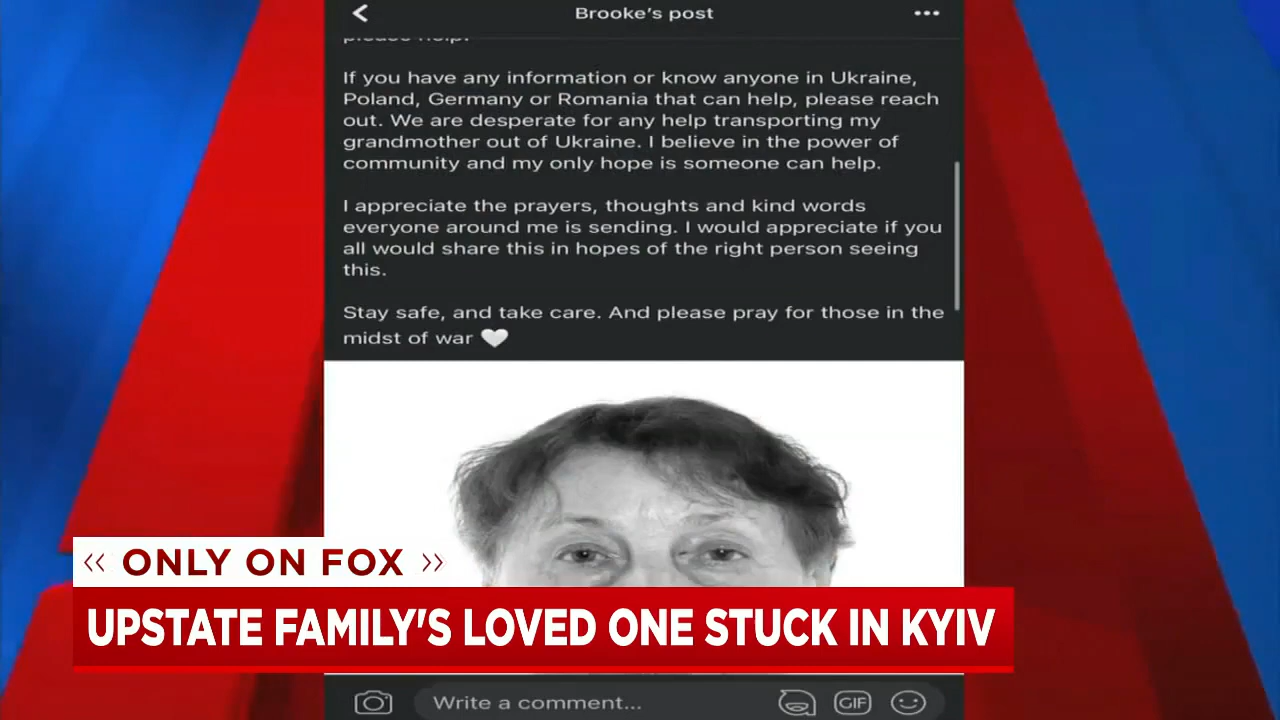 Brooke's post
please help.
If you have any information or know anyone in Ukraine,
Poland, Germany or Romania that can help, please reach
out. We are desperate for any help transporting my
grandmother out of Ukraine. I believe in the power of
community and my only hope is someone can help.
I appreciate the prayers, thoughts and kind words
everyone around me is sending. I would appreciate if you
all would share this in hopes of the right person seeing
this.
Stay safe, and take care. And please pray for those in the
midst of war 🤍
‹‹ ONLY ON FOX ››
UPSTATE FAMILY'S LOVED ONE STUCK IN KYIV
Write a comment...
GIF